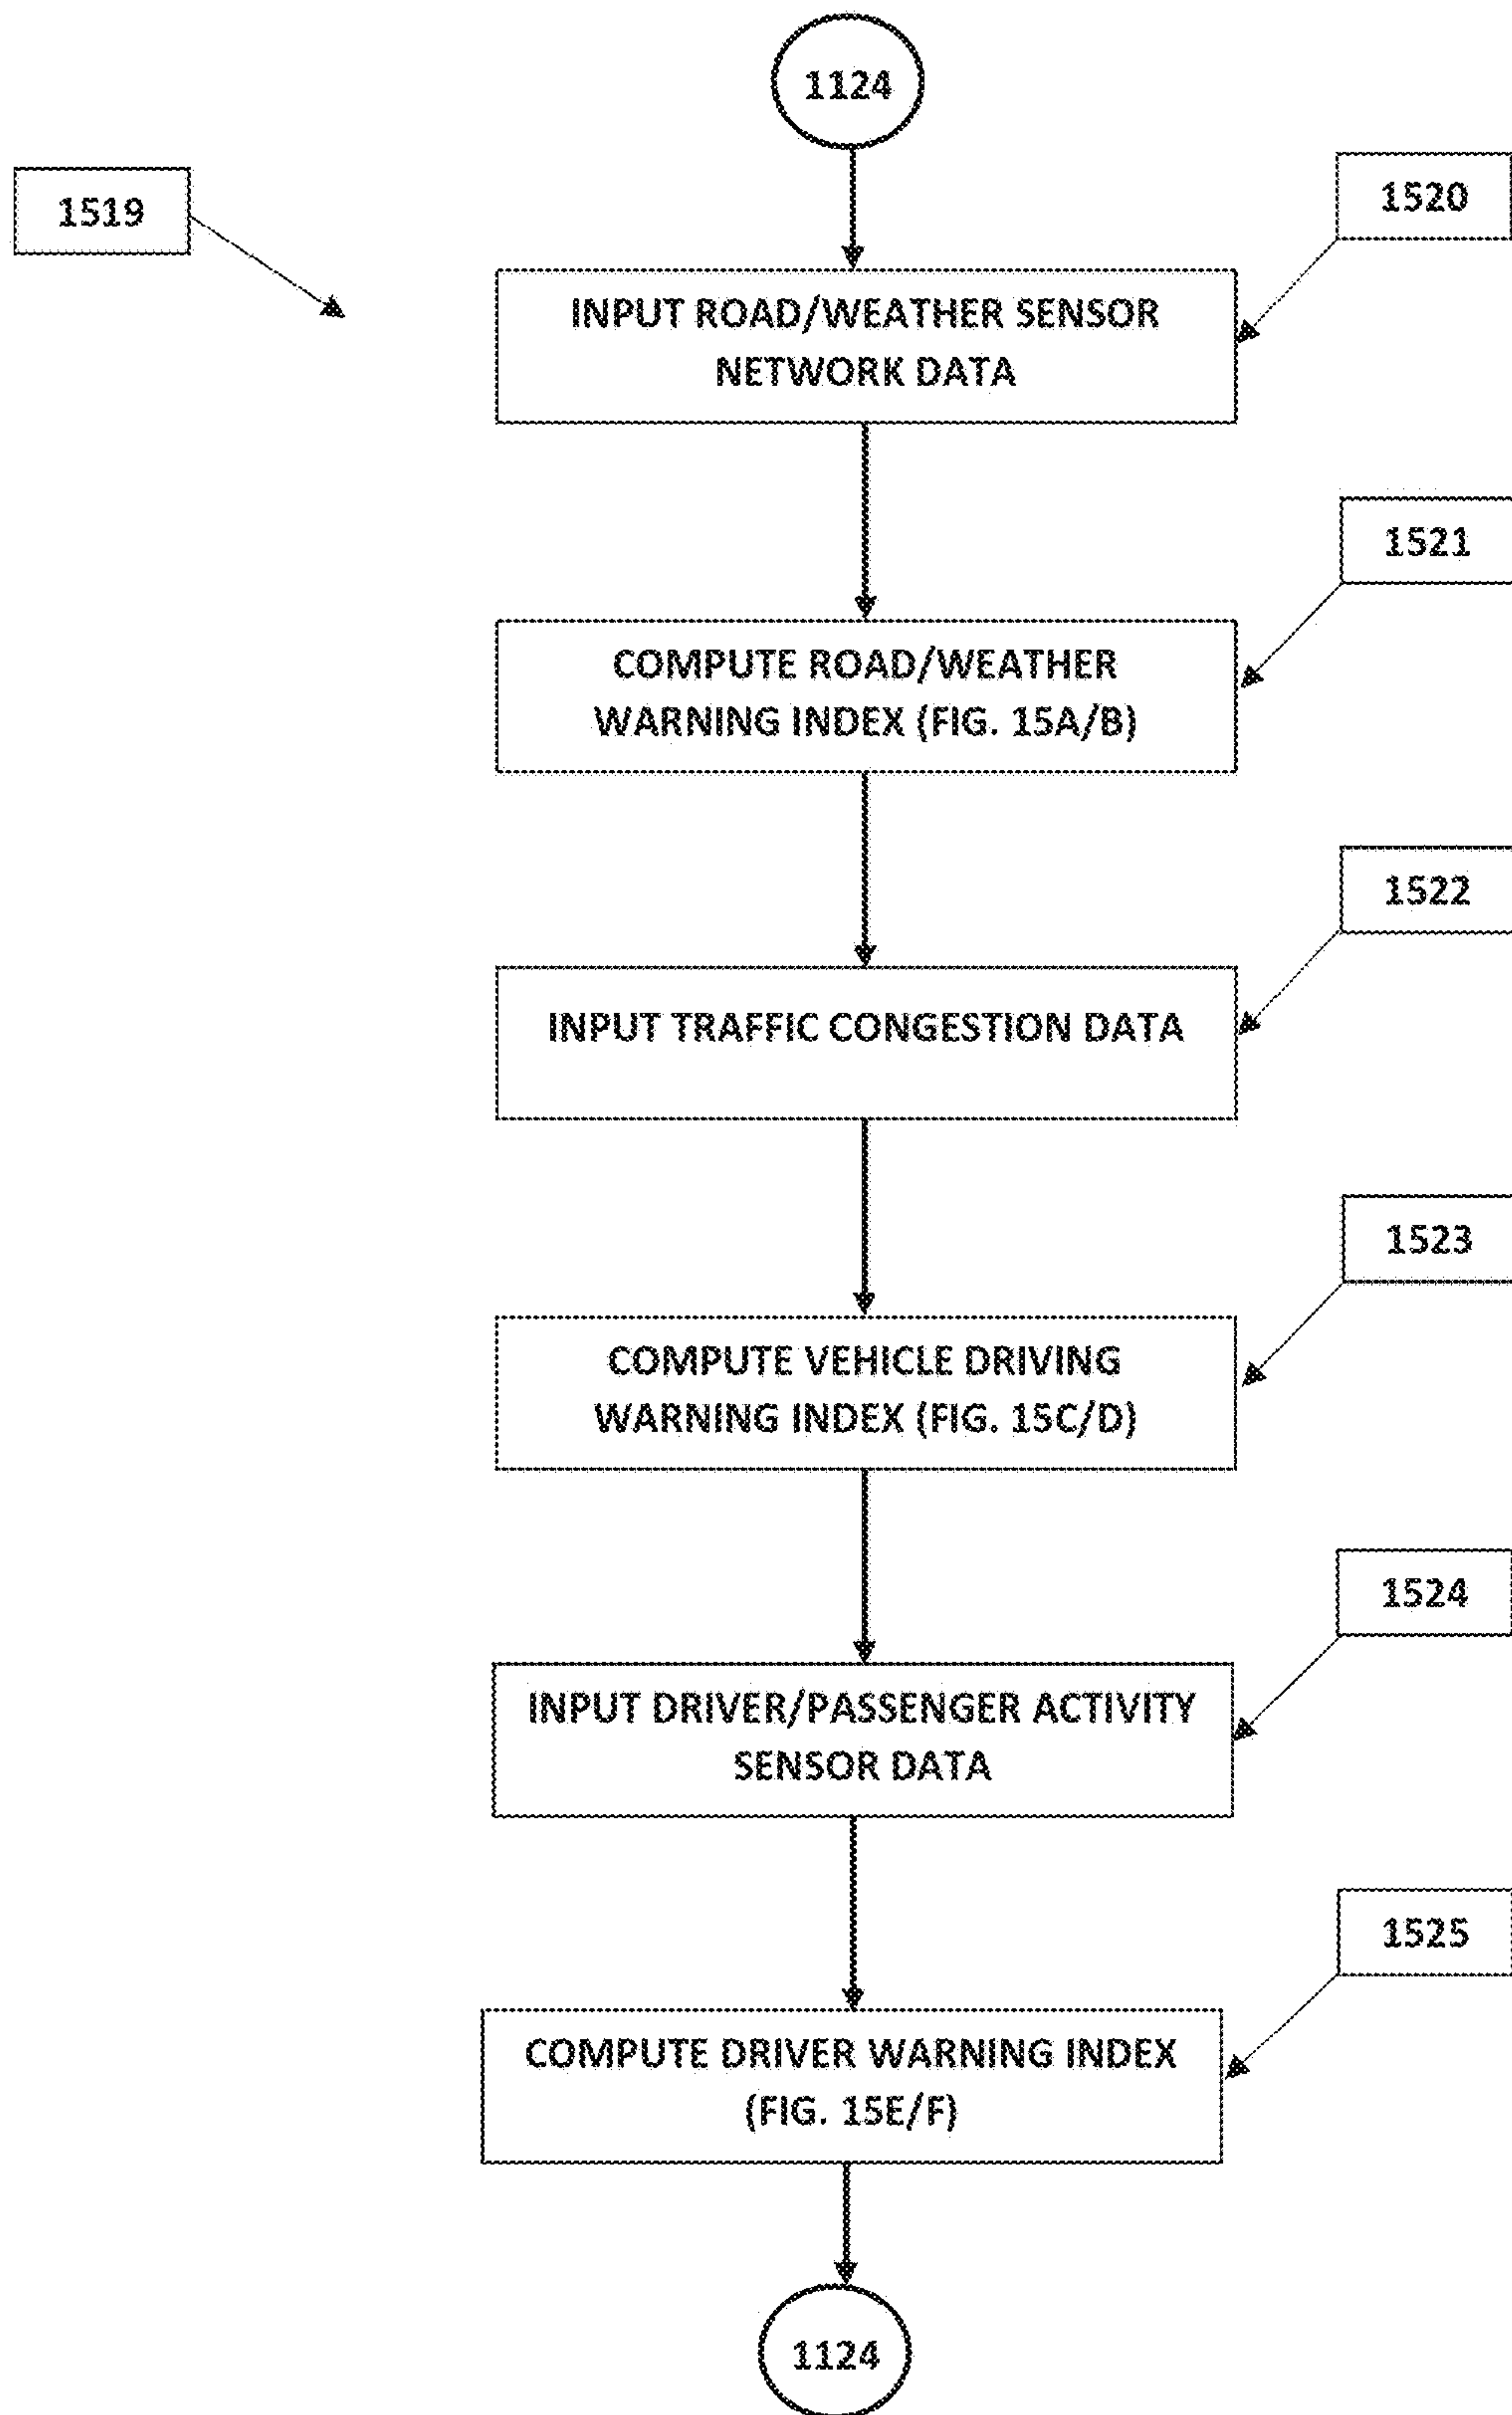 1124
1519
1520
INPUT ROAD/WEATHER SENSOR
NETWORK DATA
1521
COMPUTE ROAD/WEATHER
WARNING INDEX (FIG. 15A/B)
1522
INPUT TRAFFIC CONGESTION DATA
1523
COMPUTE VEHICLE DRIVING
WARNING INDEX (FIG. 15C/D)
1524
INPUT DRIVER/PASSENGER ACTIVITY
SENSOR DATA
1525
COMPUTE DRIVER WARNING INDEX
(FIG. 15E/F)
1124